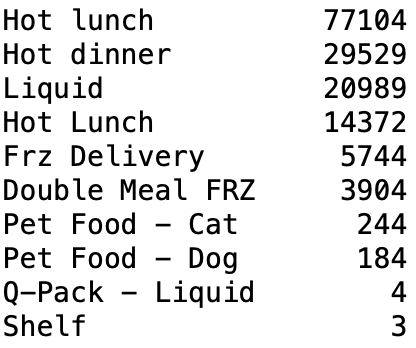 Hot lunch 77104
Hot dinner 29529
Liquid 20989
Hot Lunch 14372
Frz Delivery 5744
Double Meal FRZ 3904
Pet Food - Cat 244
Pet Food - Dog 184
Q-Pack - Liquid 4
Shelf 3